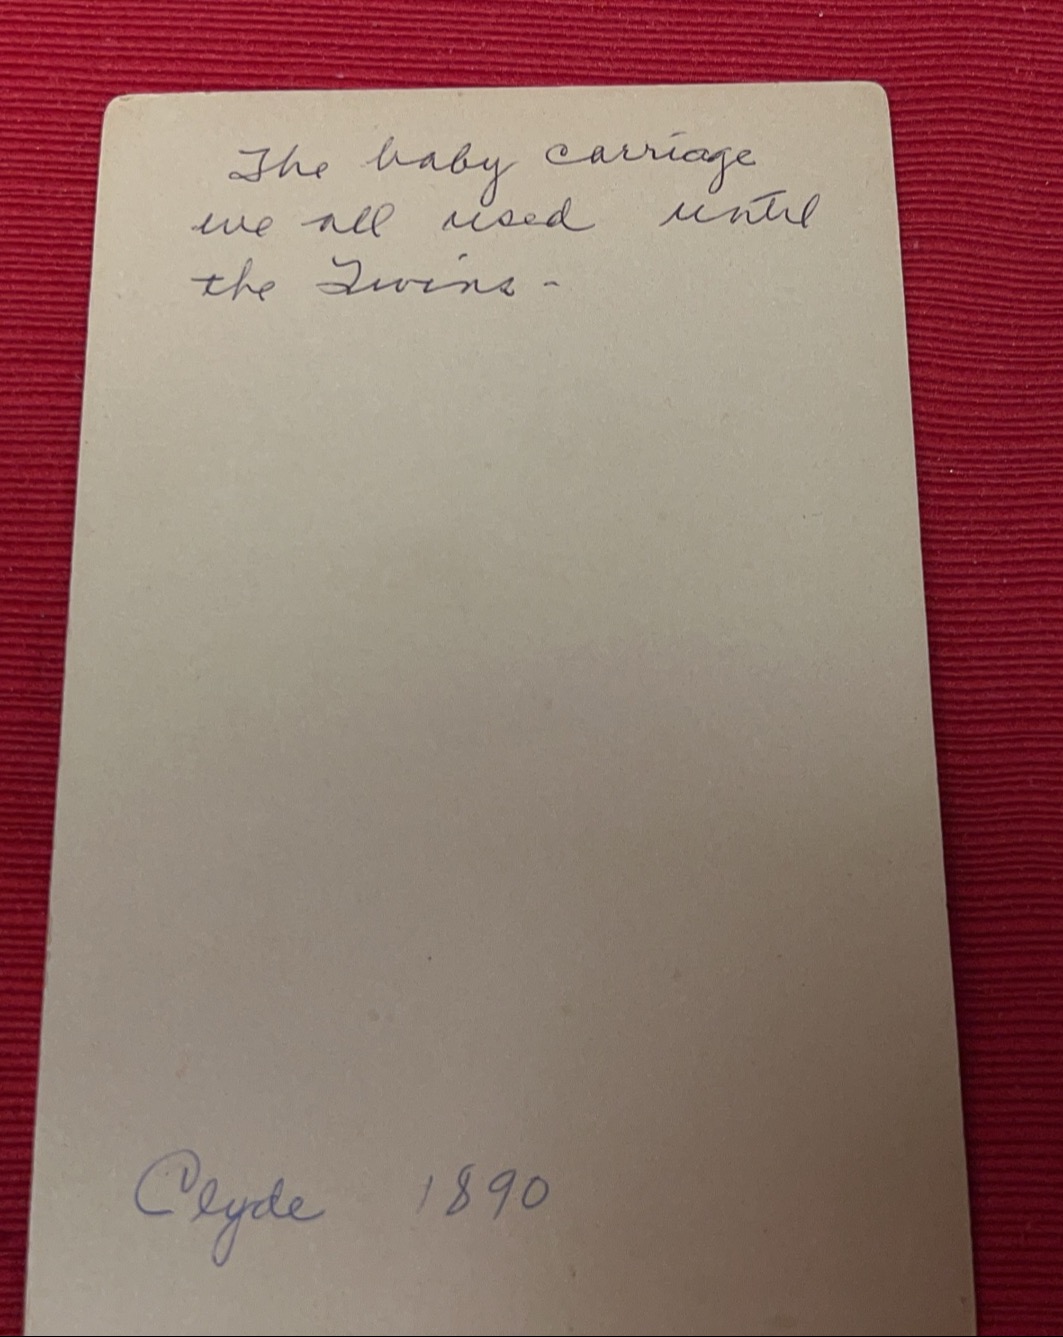 The baby carriage
we all used until
the Twins -
Clyde 1890